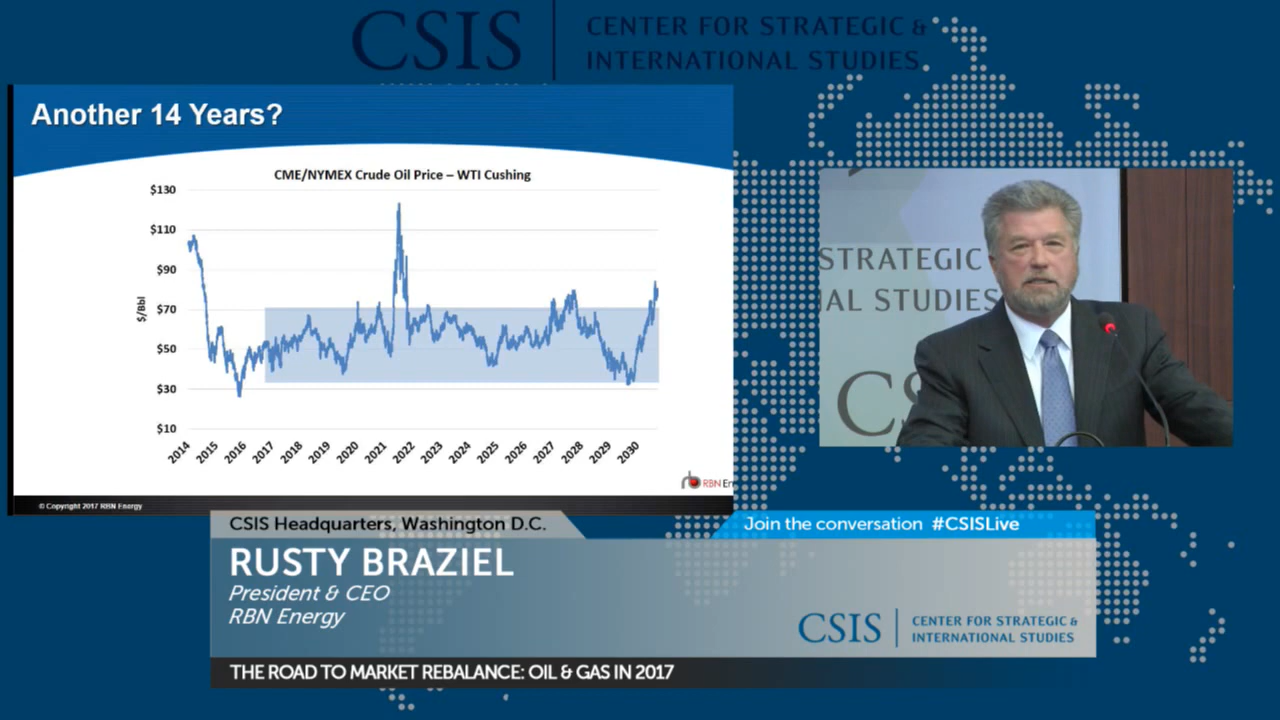 CSIS
CENTER FOR STRATEGIC &
INTERNATIONAL STUDIES
Another 14 Years?
CME/NYMEX Crude Oil Price – WTI Cushing
$130
$110
$90
$70
$50
$30
$10
$/Bbl
2014 2015 2016 2017 2018 2019 2020 2021 2022 2023 2024 2025 2026 2027 2028 2029 2030
RBN En
© Copyright 2017 RBN Energy
STRATEGIC
AL STUDIES
CS
CSIS Headquarters, Washington D.C.
Join the conversation #CSISLive
RUSTY BRAZIEL
President & CEO
RBN Energy
CSIS
CENTER FOR STRATEGIC &
INTERNATIONAL STUDIES
THE ROAD TO MARKET REBALANCE: OIL & GAS IN 2017